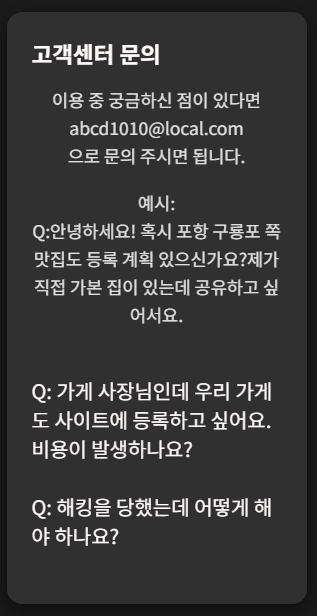 고객센터 문의
이용 중 궁금하신 점이 있다면
abcd1010@local.com
으로 문의 주시면 됩니다.
예시:
Q:안녕하세요! 혹시 포항 구룡포 쪽
맛집도 등록 계획 있으신가요?제가
직접 가본 집이 있는데 공유하고 싶
어서요.
Q: 가게 사장님인데 우리 가게
도 사이트에 등록하고 싶어요.
비용이 발생하나요?
Q: 해킹을 당했는데 어떻게 해
야 하나요?